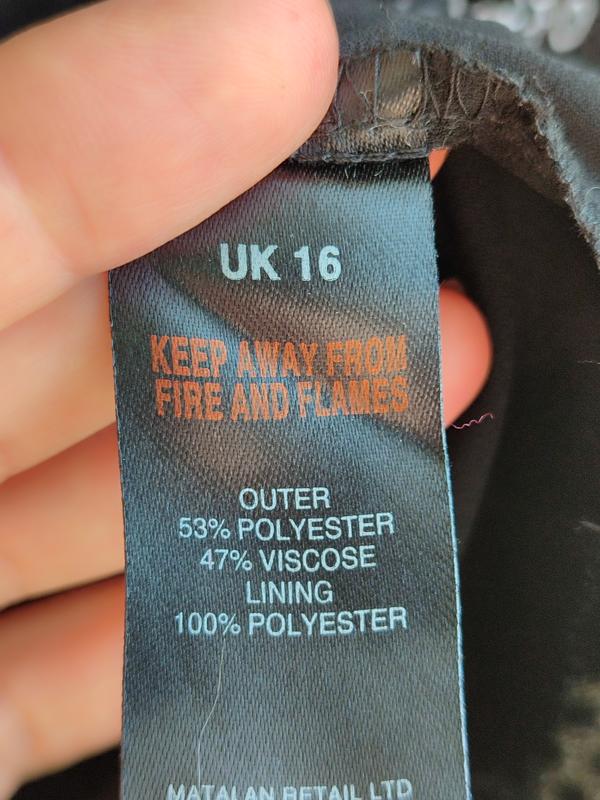 UK 16
KEEP AWAY FROM
FIRE AND FLAMES
OUTER
53% POLYESTER
47% VISCOSE
LINING
100% POLYESTER
MATALAN RETAIL LTD